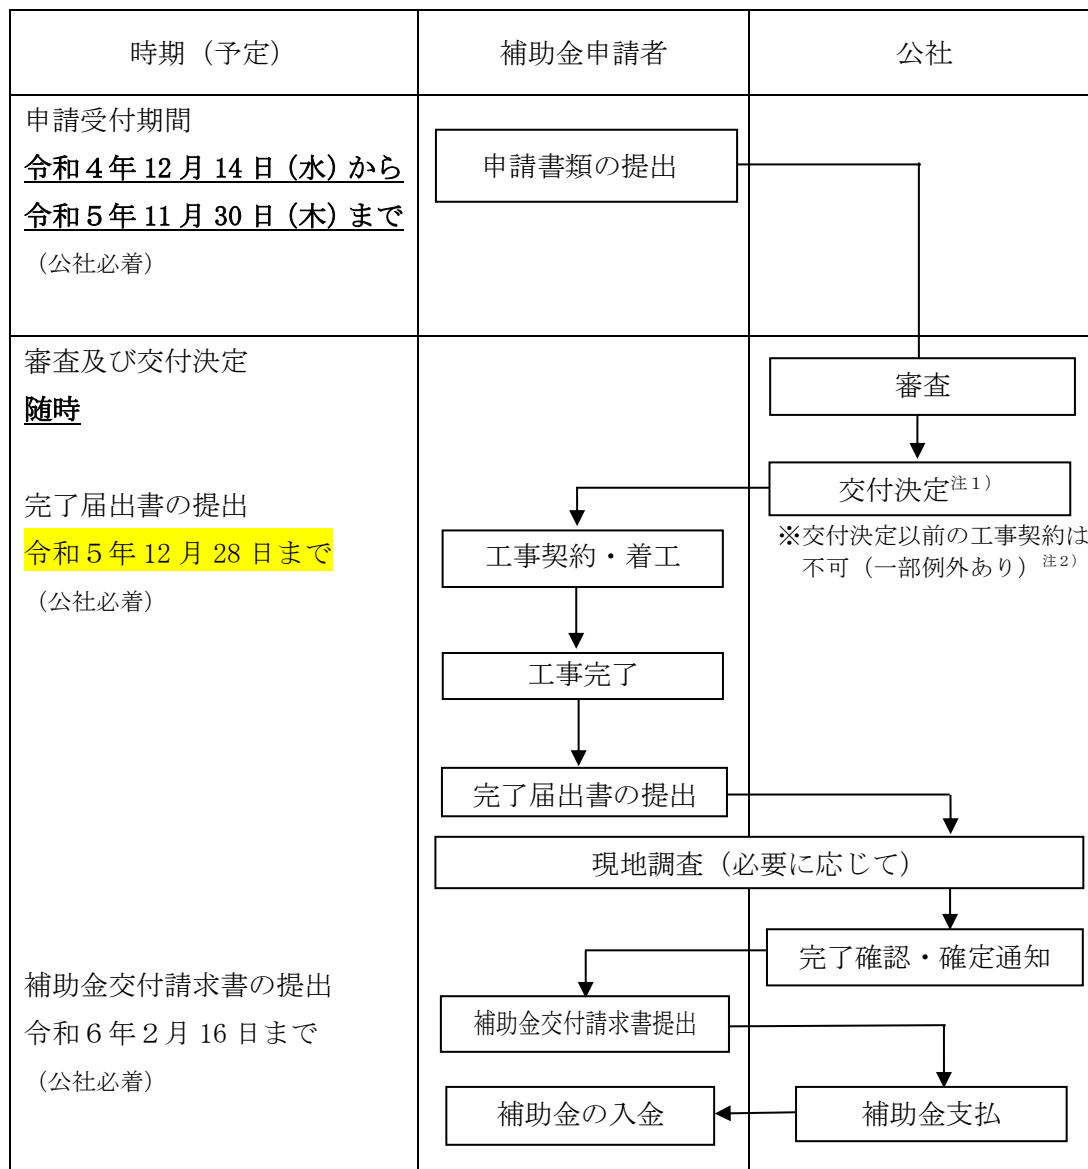 時期（予定）
補助金申請者
公社
申請受付期間
令和４年 12 月 14 日（水）から
令和５年 11 月 30 日（木）まで
（公社必着）
申請書類の提出
審査及び交付決定
随時
審査
交付決定注１）
※交付決定以前の工事契約は
不可（一部例外あり）注２）
完了届出書の提出
令和５年 12 月 28 日まで
（公社必着）
工事契約・着工
工事完了
完了届出書の提出
現地調査（必要に応じて）
完了確認・確定通知
補助金交付請求書の提出
令和６年２月 16 日まで
（公社必着）
補助金交付請求書提出
補助金の入金
補助金支払